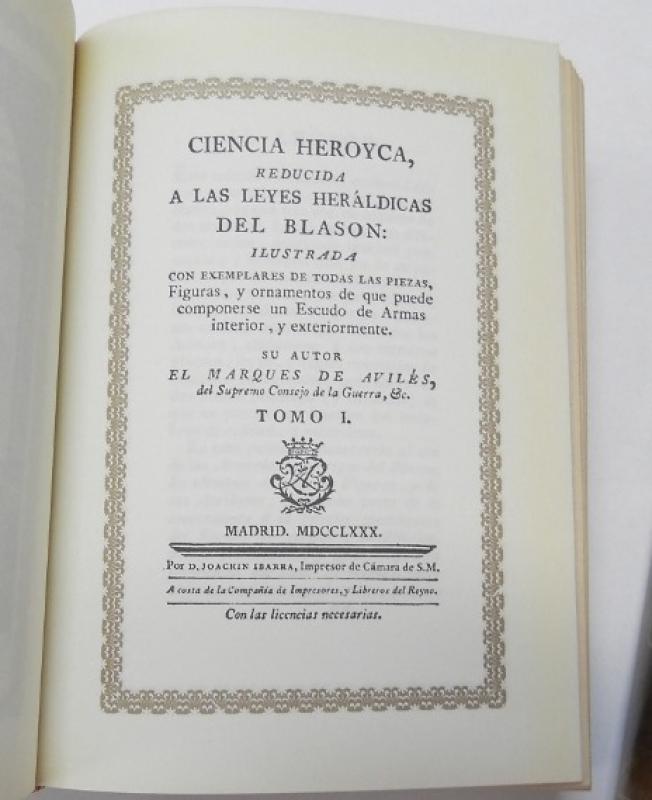 CIENCIA HEROYCA,
REDUCIDA
A LAS LEYES HERÁLDICAS
DEL BLASON:
ILUSTRADA
CON EXEMPLARES DE TODAS LAS PIEZAS,
Figuras, y ornamentos de que puede
componerse un Escudo de Armas
interior, y exteriormente.
SU AUTOR
EL MARQUES DE AVILÉS,
del Supremo Consejo de la Guerra, &c.
TOMO I.
MADRID. MDCCLXXX.
Por D. JOACHIN IBARRA, Impresor de Cámara de S.M.
A costa de la Compañía de Impresores, y Libreros del Reyno.
Con las licencias necesarias.